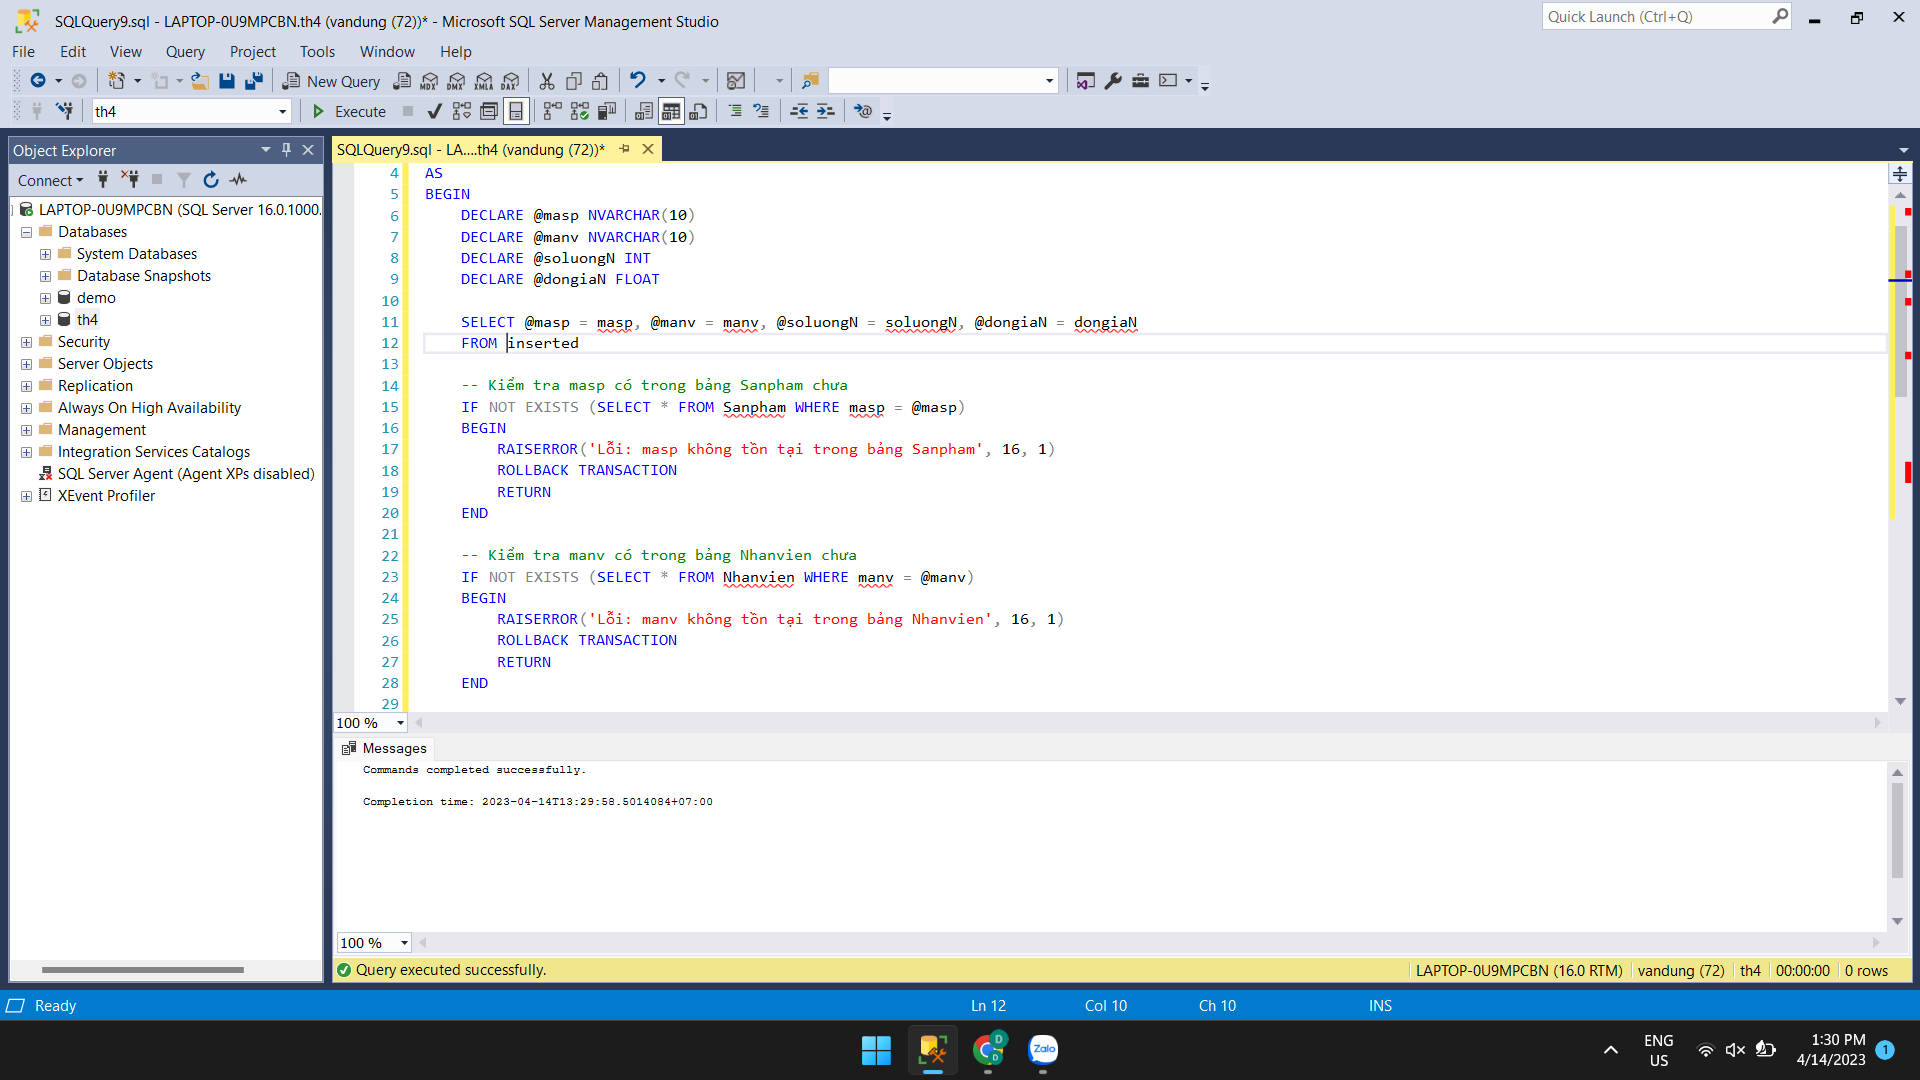 SQLQuery9.sql - LAPTOP-0U9MPCBN.th4 (vandung (72))* - Microsoft SQL Server Management Studio
Quick Launch (Ctrl+Q)
File Edit View Query Project Tools Window Help
New Query MDX DMX XMLA DAX
th4 Execute
Object Explorer
SQLQuery9.sql - LA....th4 (vandung (72))*
Connect
LAPTOP-0U9MPCBN (SQL Server 16.0.1000.
Databases
System Databases
Database Snapshots
demo
th4
Security
Server Objects
Replication
Always On High Availability
Management
Integration Services Catalogs
SQL Server Agent (Agent XPs disabled)
XEvent Profiler
4 AS
5 BEGIN
6 DECLARE @masp NVARCHAR(10)
7 DECLARE @manv NVARCHAR(10)
8 DECLARE @soluongN INT
9 DECLARE @dongiaN FLOAT
10
11 SELECT @masp = masp, @manv = manv, @soluongN = soluongN, @dongiaN = dongiaN
12 FROM inserted
13
14 -- Kiểm tra masp có trong bảng Sanpham chưa
15 IF NOT EXISTS (SELECT * FROM Sanpham WHERE masp = @masp)
16 BEGIN
17 RAISERROR('Lỗi: masp không tồn tại trong bảng Sanpham', 16, 1)
18 ROLLBACK TRANSACTION
19 RETURN
20 END
21
22 -- Kiểm tra manv có trong bảng Nhanvien chưa
23 IF NOT EXISTS (SELECT * FROM Nhanvien WHERE manv = @manv)
24 BEGIN
25 RAISERROR('Lỗi: manv không tồn tại trong bảng Nhanvien', 16, 1)
26 ROLLBACK TRANSACTION
27 RETURN
28 END
29
100 %
Messages
Commands completed successfully.
Completion time: 2023-04-14T13:29:58.5014084+07:00
100 %
Query executed successfully. LAPTOP-0U9MPCBN (16.0 RTM) vandung (72) th4 00:00:00 0 rows
Ready Ln 12 Col 10 Ch 10 INS
D
D
Zalo
ENG
US
1:30 PM
4/14/2023
1